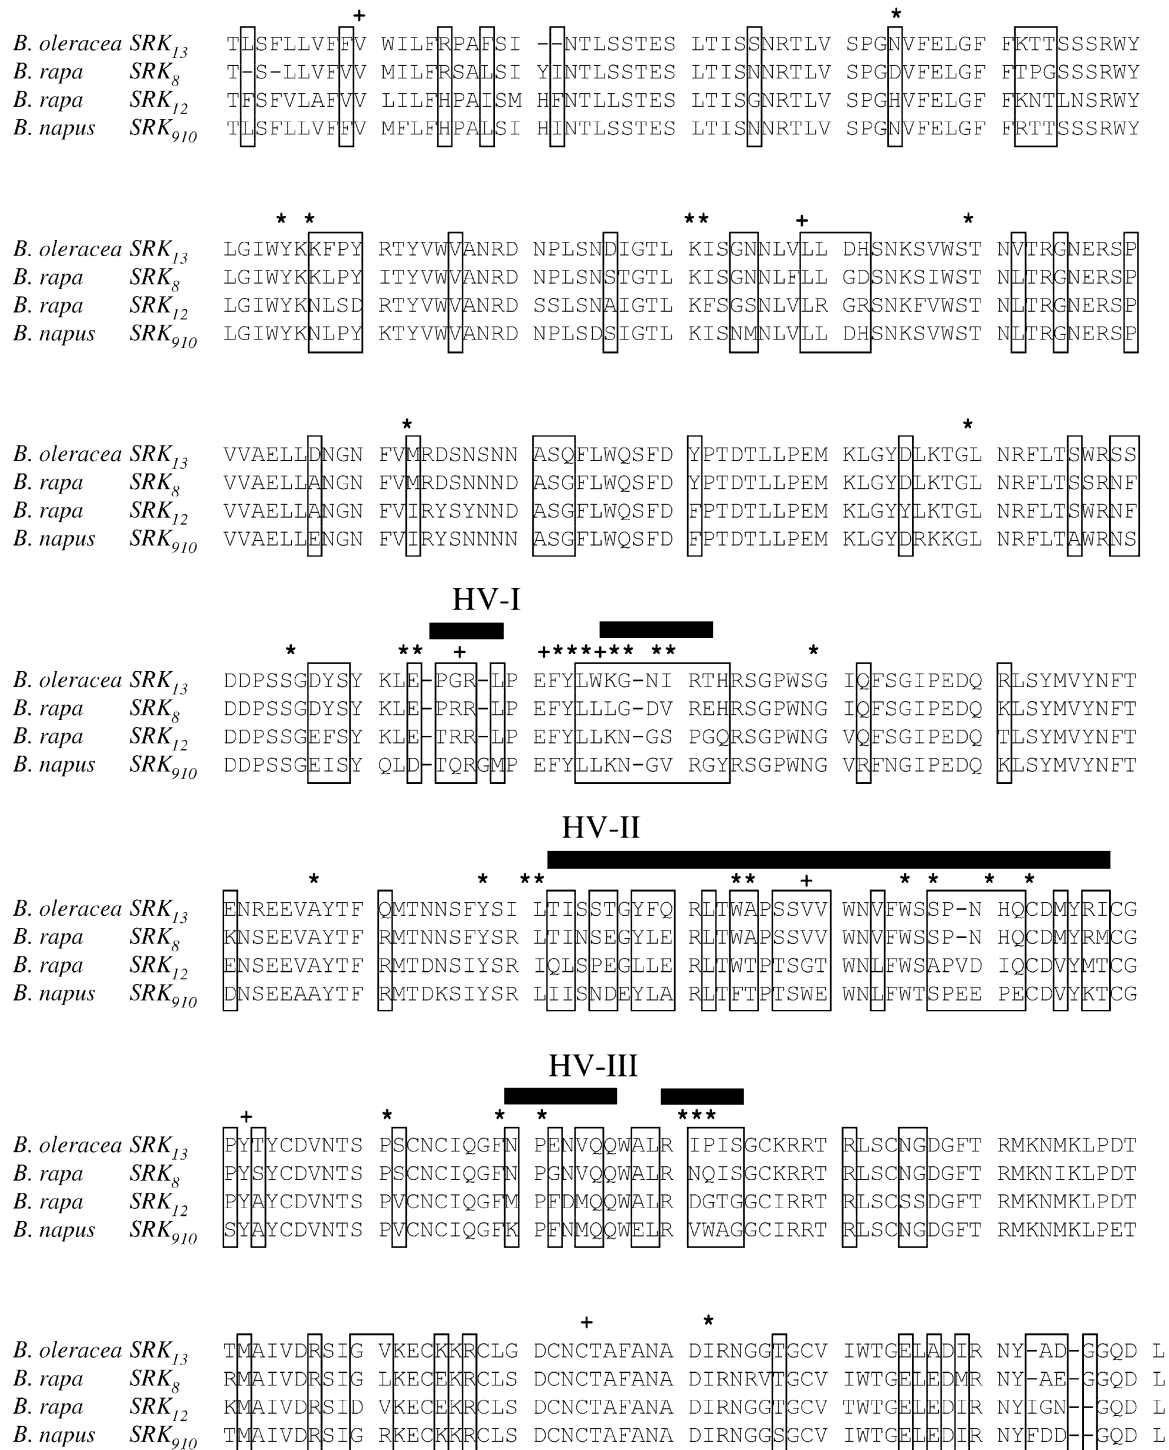 + *
B. oleracea SRK13 TLSFLLVFFV WILFRPAFSI --NTLSSTES LTISSNRTLV SPGNVFELGF FKTTSSSRWY
B. rapa SRK8 T-S-LLVFVV MILFRSALSI YINTLSSTES LTISNNRTLV SPGDVFELGF FTPGSSSRWY
B. rapa SRK12 TFSFVLAFVV LILFHPAISM HFNTLLSTES LTISGNRTLV SPGHVFELGF FKNTLNSRWY
B. napus SRK910 TLSFLLVFFV MFLFHPALSI HINTLSSTES LTISNNRTLV SPGNVFELGF FRTTSSSRWY
* * ** + *
B. oleracea SRK13 LGIWYKKFPY RTYVWVANRD NPLSNDIGTL KISGNNLVLL DHSNKSVWST NVTRGNERSP
B. rapa SRK8 LGIWYKKLPY ITYVWVANRD NPLSNSTGTL KISGNNLFLL GDSNKSIWST NLTRGNERSP
B. rapa SRK12 LGIWYKNLSD RTYVWVANRD SSLSNAIGTL KFSGSNLVLR GRSNKFVWST NLTRGNERSP
B. napus SRK910 LGIWYKNLPY KTYVWVANRD NPLSDSIGTL KISNMNLVLL DHSNKSVWST NLTRGNERSP
* *
B. oleracea SRK13 VVAELLDNGN FVMRDSNSNN ASQFLWQSFD YPTDTLLPEM KLGYDLKTGL NRFLTSWRSS
B. rapa SRK8 VVAELLANGN FVMRDSNNND ASGFLWQSFD YPTDTLLPEM KLGYDLKTGL NRFLTSSRNF
B. rapa SRK12 VVAELLANGN FVIRYSYNND ASGFLWQSFD FPTDTLLPEM KLGYYLKTGL NRFLTSWRNF
B. napus SRK910 VVAELLENGN FVIRYSNNNN ASGFLWQSFD FPTDTLLPEM KLGYDRKKGL NRFLTAWRNS
HV-I
* ** + +***+** ** *
B. oleracea SRK13 DDPSSGDYSY KLE-PGR-LP EFYLWKG-NI RTHRSGPWSG IQFSGIPEDQ RLSYMVYNFT
B. rapa SRK8 DDPSSGDYSY KLE-PRR-LP EFYLLLG-DV REHRSGPWNG IQFSGIPEDQ KLSYMVYNFT
B. rapa SRK12 DDPSSGEFSY KLE-TRR-LP EFYLLKN-GS PGQRSGPWNG VQFSGIPEDQ TLSYMVYNFT
B. napus SRK910 DDPSSGEISY QLD-TQRGMP EFYLLKN-GV RGYRSGPWNG VRFNGIPEDQ KLSYMVYNFT
HV-II
* * ** ** + * * * *
B. oleracea SRK13 ENREEVAYTF QMTNNSFYSI LTISSTGYFQ RLTWAPSSVV WNVFWSSP-N HQCDMYRICG
B. rapa SRK8 KNSEEVAYTF RMTNNSFYSR LTINSEGYLE RLTWAPSSVV WNVFWSSP-N HQCDMYRMCG
B. rapa SRK12 ENSEEVAYTF RMTDNSIYSR IQLSPEGLLE RLTWTPTSGT WNLFWSAPVD IQCDVYMTCG
B. napus SRK910 DNSEEAAYTF RMTDKSIYSR LIISNDEYLA RLTFTPTSWE WNLFWTSPEE PECDVYKTCG
HV-III
+ * * * ***
B. oleracea SRK13 PYTYCDVNTS PSCNCIQGFN PENVQQWALR IPISGCKRRT RLSCNGDGFT RMKNMKLPDT
B. rapa SRK8 PYSYCDVNTS PSCNCIQGFN PGNVQQWALR NQISGCKRRT RLSCNGDGFT RMKNIKLPDT
B. rapa SRK12 PYAYCDVNTS PVCNCIQGFM PFDMQQWALR DGTGGCIRRT RLSCSSDGFT RMKNMKLPDT
B. napus SRK910 SYAYCDVNTS PVCNCIQGFK PFNMQQWELR VWAGGCIRRT RLSCNGDGFT RMKNMKLPET
+ *
B. oleracea SRK13 TMAIVDRSIG VKECKKRCLG DCNCTAFANA DIRNGGTGCV IWTGELADIR NY-AD-GGQD L
B. rapa SRK8 RMAIVDRSIG LKECEKRCLS DCNCTAFANA DIRNRVTGCV IWTGELEDMR NY-AE-GGQD L
B. rapa SRK12 KMAIVDRSID VKECEKRCLS DCNCTAFANA DIRNGGTGCV TWTGELEDIR NYIGN--GQD L
B. napus SRK910 TMAIVDRSIG RKECKKRCLS DCNCTAFANA DIRNGGSGCV IWTGELEDIR NYFDD--GQD L